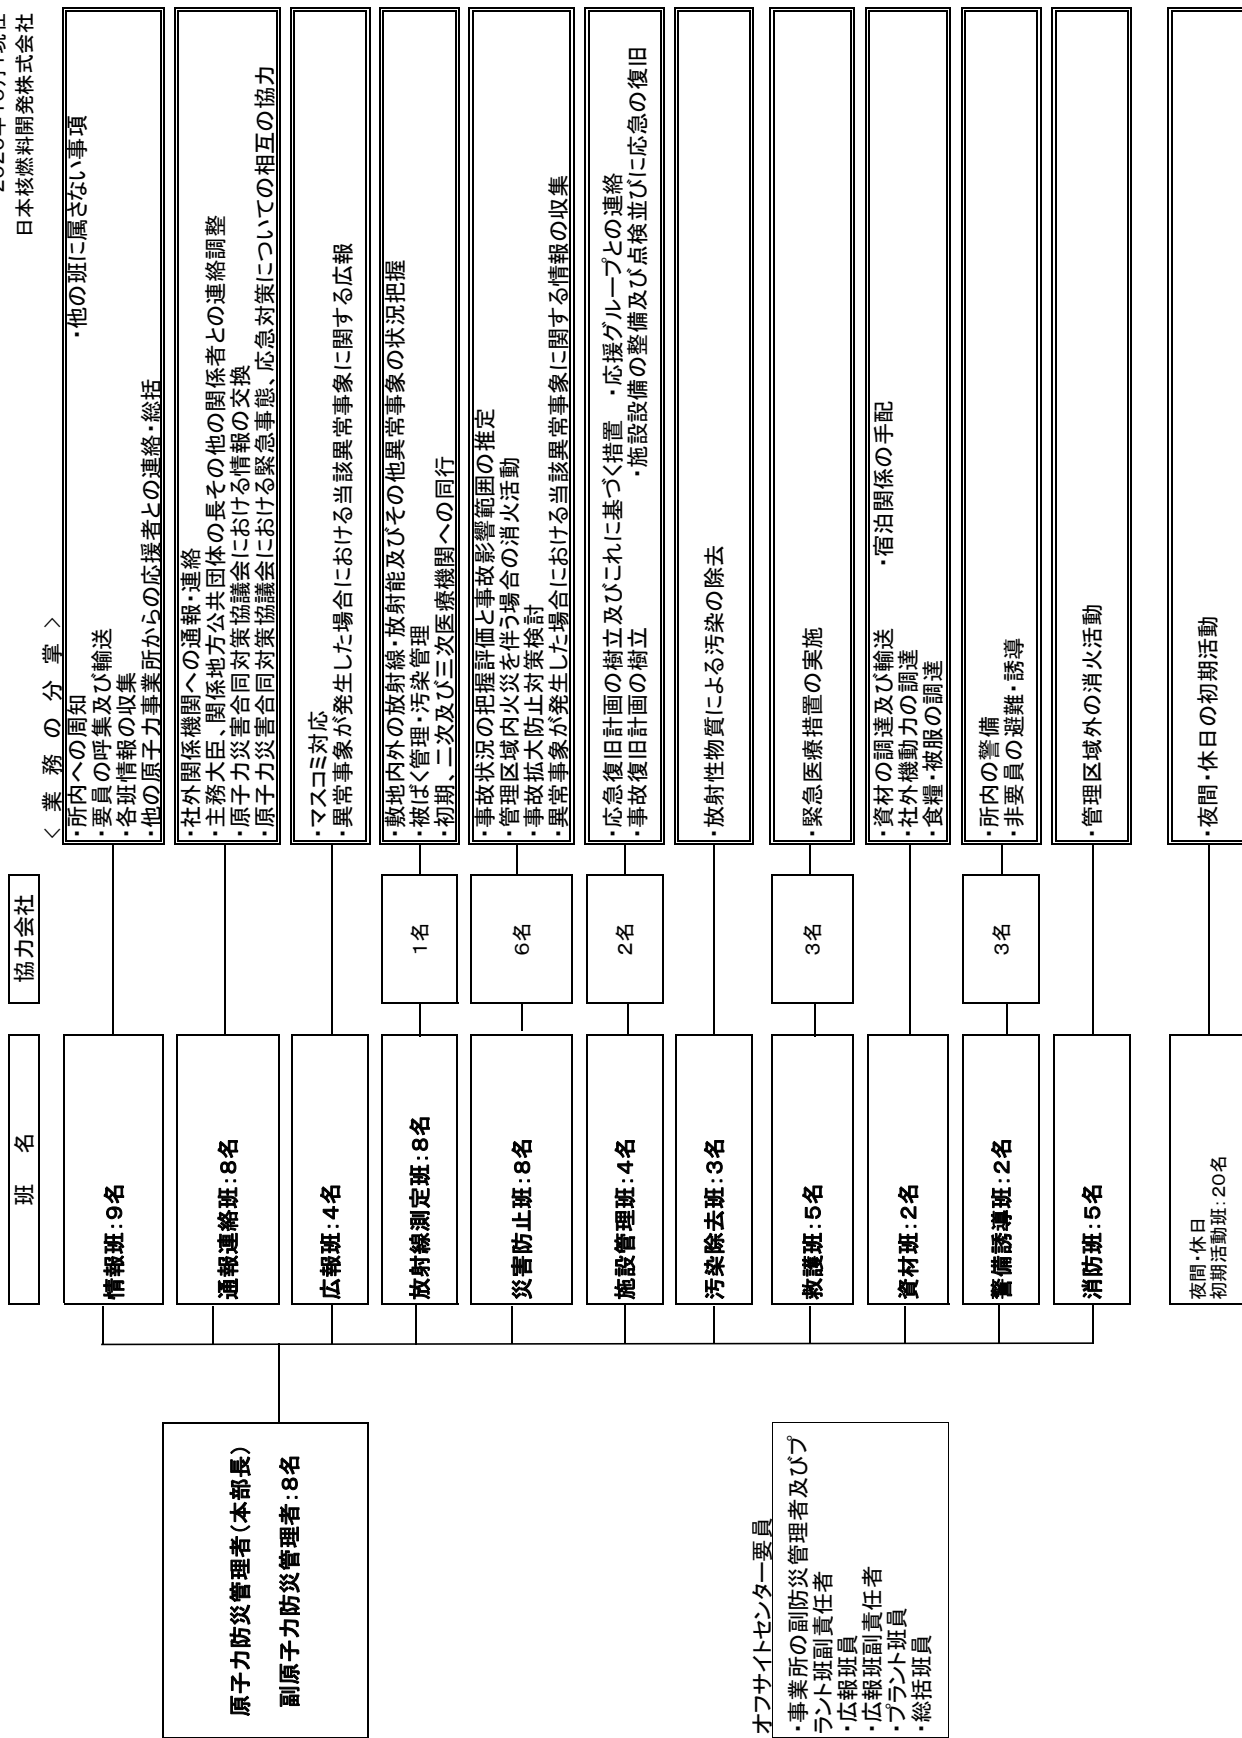 日本核燃料開発株式会社
＜業務の分掌＞
協力会社
班　名
原子力防災管理者（本部長）
副原子力防災管理者：8名
情報班：9名
・所内への周知
・他の班に属さない事項
・要員の呼集及び輸送
・各班情報の収集
・他の原子力事業所からの応援者との連絡・総括
通報連絡班：8名
・社外関係機関への通報・連絡
・主務大臣、関係地方公共団体の長その他の関係者との連絡調整
・原子力災害合同対策協議会における情報の交換
・原子力災害合同対策協議会における緊急事態、応急対策についての相互の協力
広報班：4名
・マスコミ対応
・異常事象が発生した場合における当該異常事象に関する広報
放射線測定班：8名
1名
・敷地内外の放射線・放射能及びその他異常事象の状況把握
・被ばく管理・汚染管理
・初期、二次及び三次医療機関への同行
災害防止班：8名
6名
・事故状況の把握評価と事故影響範囲の推定
・管理区域内火災を伴う場合の消火活動
・事故拡大防止対策検討
・異常事象が発生した場合における当該異常事象に関する情報の収集
施設管理班：4名
2名
・応急復旧計画の樹立及びこれに基づく措置　・応援グループとの連絡
・事故復旧計画の樹立　・施設設備の整備及び点検並びに応急の復旧
汚染除去班：3名
・放射性物質による汚染の除去
救護班：5名
3名
・緊急医療措置の実施
資材班：2名
・資材の調達及び輸送　・宿泊関係の手配
・社外機動力の調達
・食糧・被服の調達
警備誘導班：2名
3名
・所内の警備
・非要員の避難・誘導
消防班：5名
・管理区域外の消火活動
夜間・休日
初期活動班：20名
・夜間・休日の初期活動
オフサイトセンター要員
・事業所の副防災管理者及びプ
ラント班副責任者
・広報班員
・広報班副責任者
・プラント班員
・総括班員